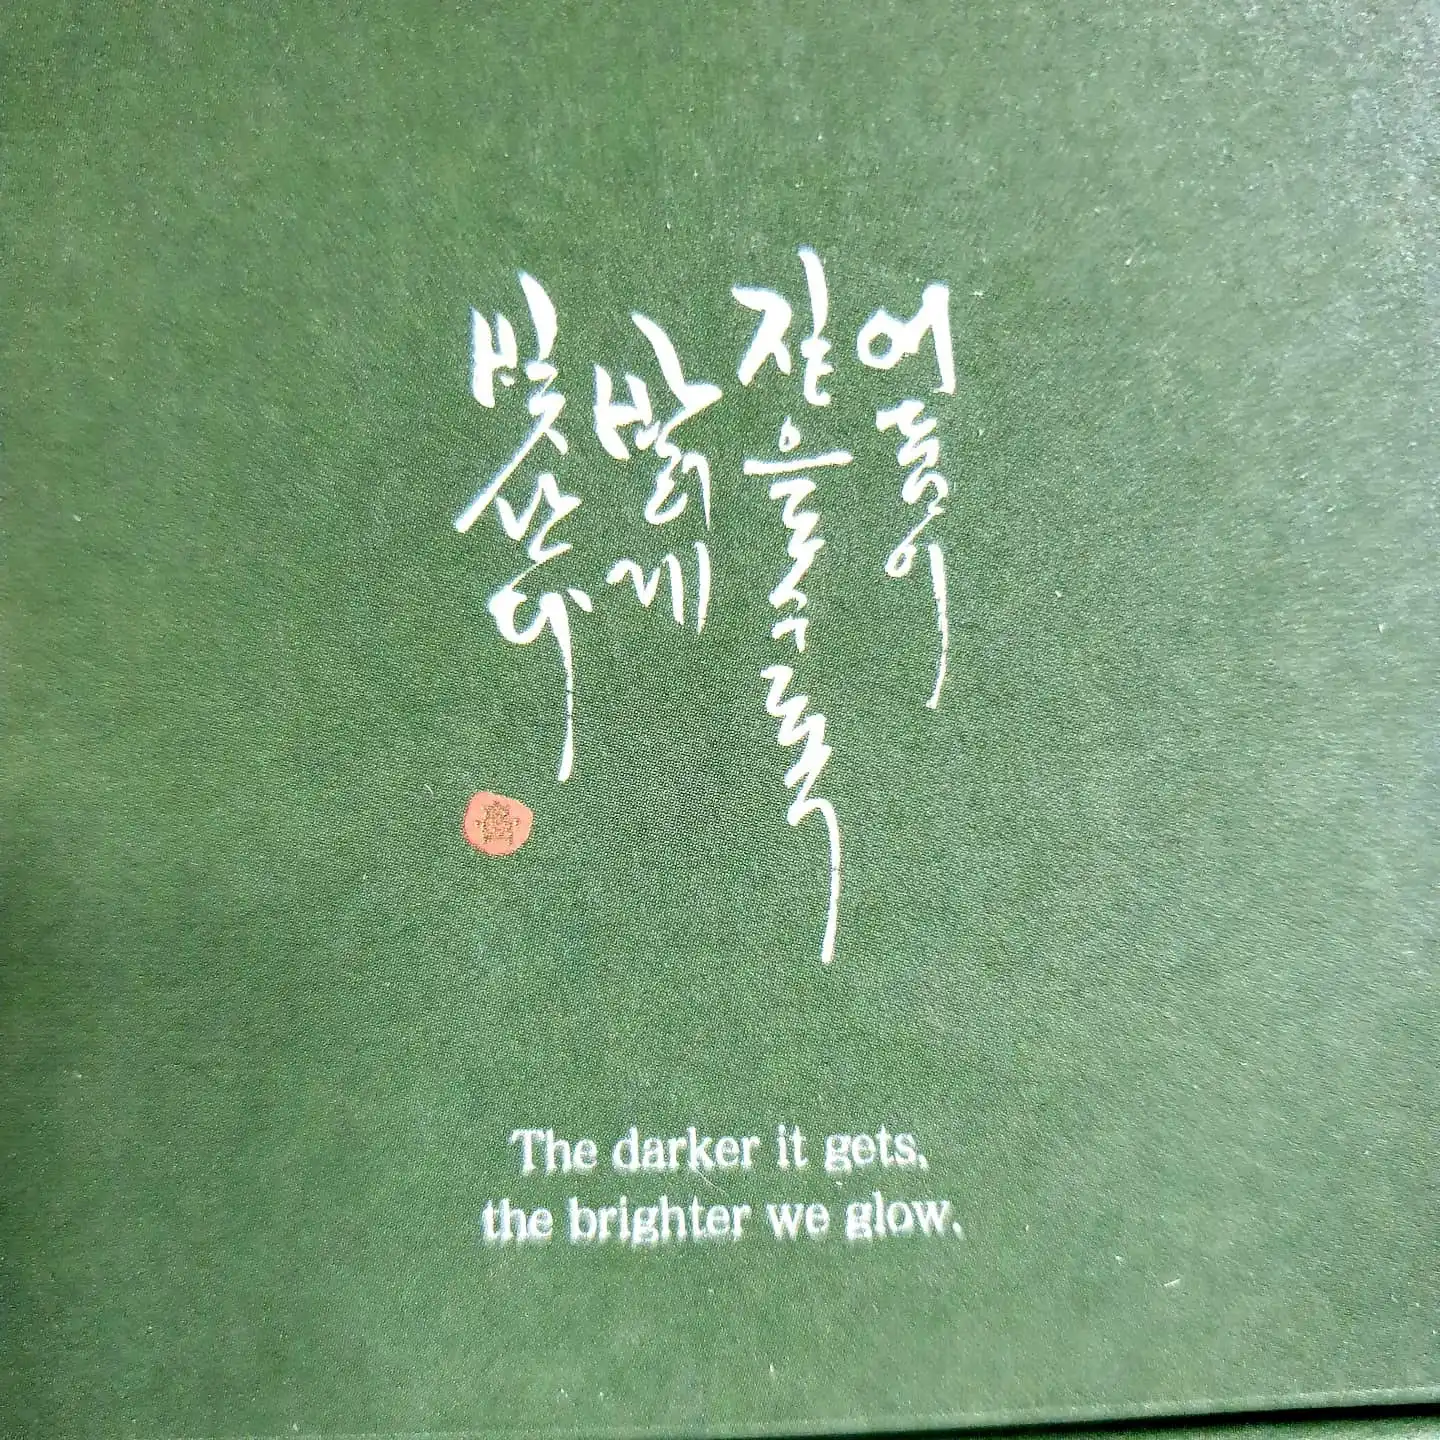 어둠이
짙을수록
밝게
빛난다
The darker it gets,
the brighter we glow.